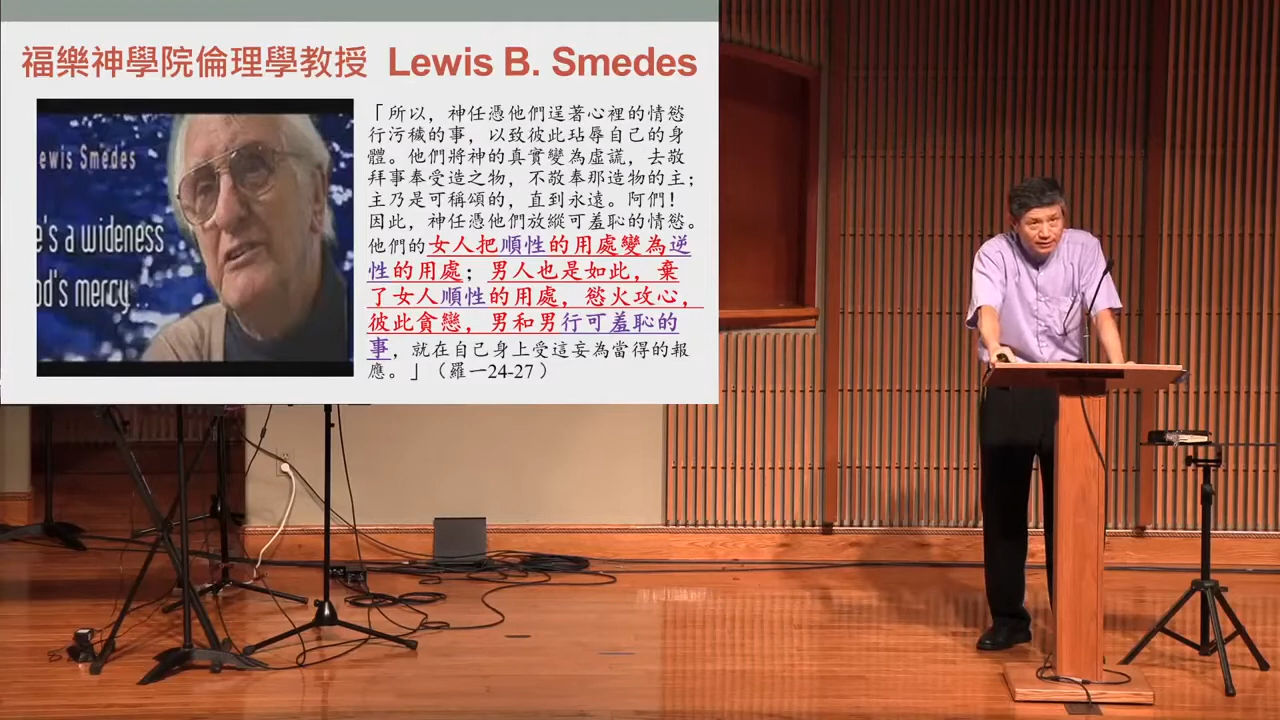 福樂神學院倫理學教授 Lewis B. Smedes
ewis Smedes
e's a wideness
od's mercy...
「所以，神任憑他們逞著心裡的情慾
行污穢的事，以致彼此玷辱自己的身
體。他們將神的真實變為虛謊，去敬
拜事奉受造之物，不敬奉那造物的主；
主乃是可稱頌的，直到永遠。阿們！
因此，神任憑他們放縱可羞恥的情慾。
他們的女人把順性的用處變為逆
性的用處；男人也是如此，棄
了女人順性的用處，慾火攻心，
彼此貪戀，男和男行可羞恥的
事，就在自己身上受這妄為當得的報
應。」（羅一24-27）